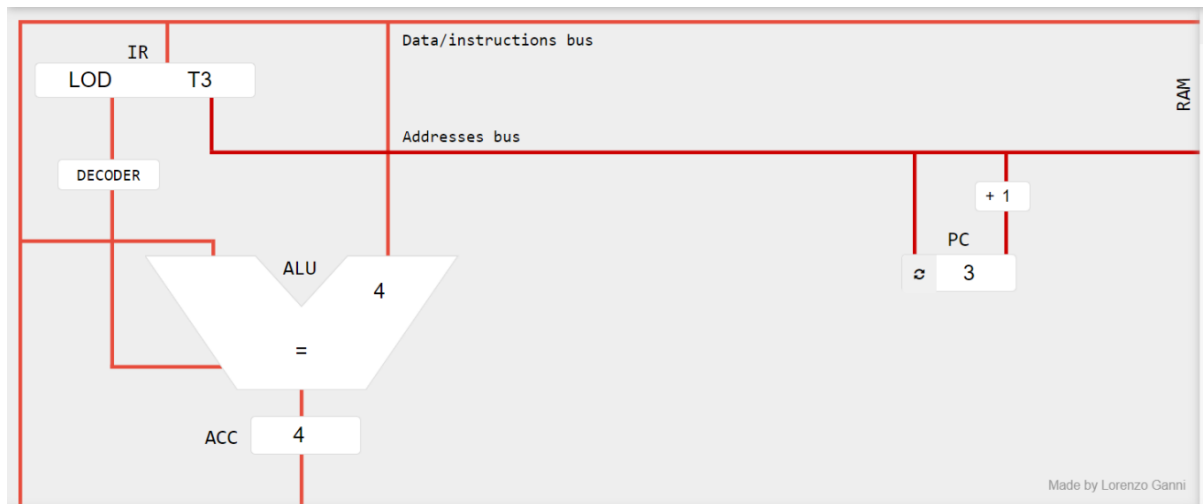 Data/instructions bus
IR
LOD T3
RAM
Addresses bus
DECODER
+ 1
PC
3
ALU
4
=
ACC
4
Made by Lorenzo Ganni